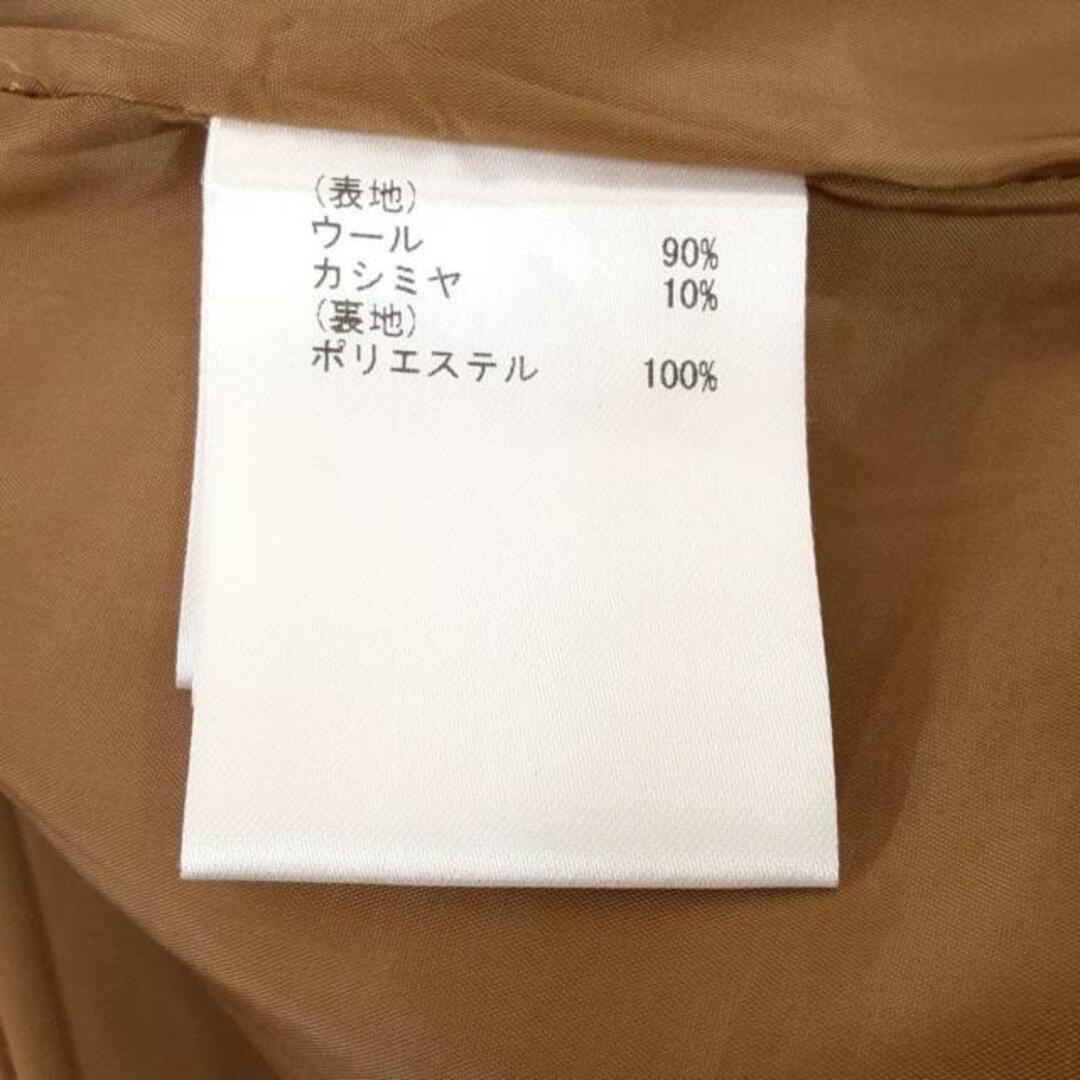 (表地)
ウール 90%
カシミヤ 10%
(裏地)
ポリエステル 100%